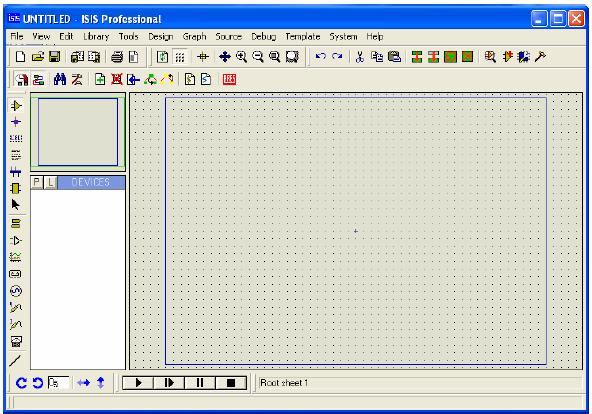 ISIS UNTITLED - ISIS Professional
File View Edit Library Tools Design Graph Source Debug Template System Help
P L DEVICES
Root sheet 1